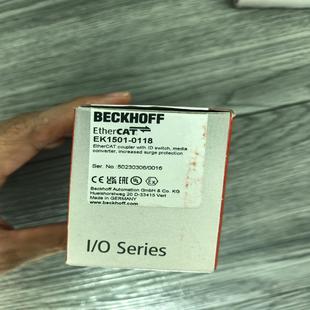 BECKHOFF
EtherCAT
EK1501-0118
EtherCAT coupler with ID switch, media
converter, increased surge protection
Ser. No.: 50230306/0016
Beckhoff Automation GmbH & Co. KG
Huelshorstweg 20 D-33415 Verl
www.beckhoff.com
Made in GERMANY
I/O Series